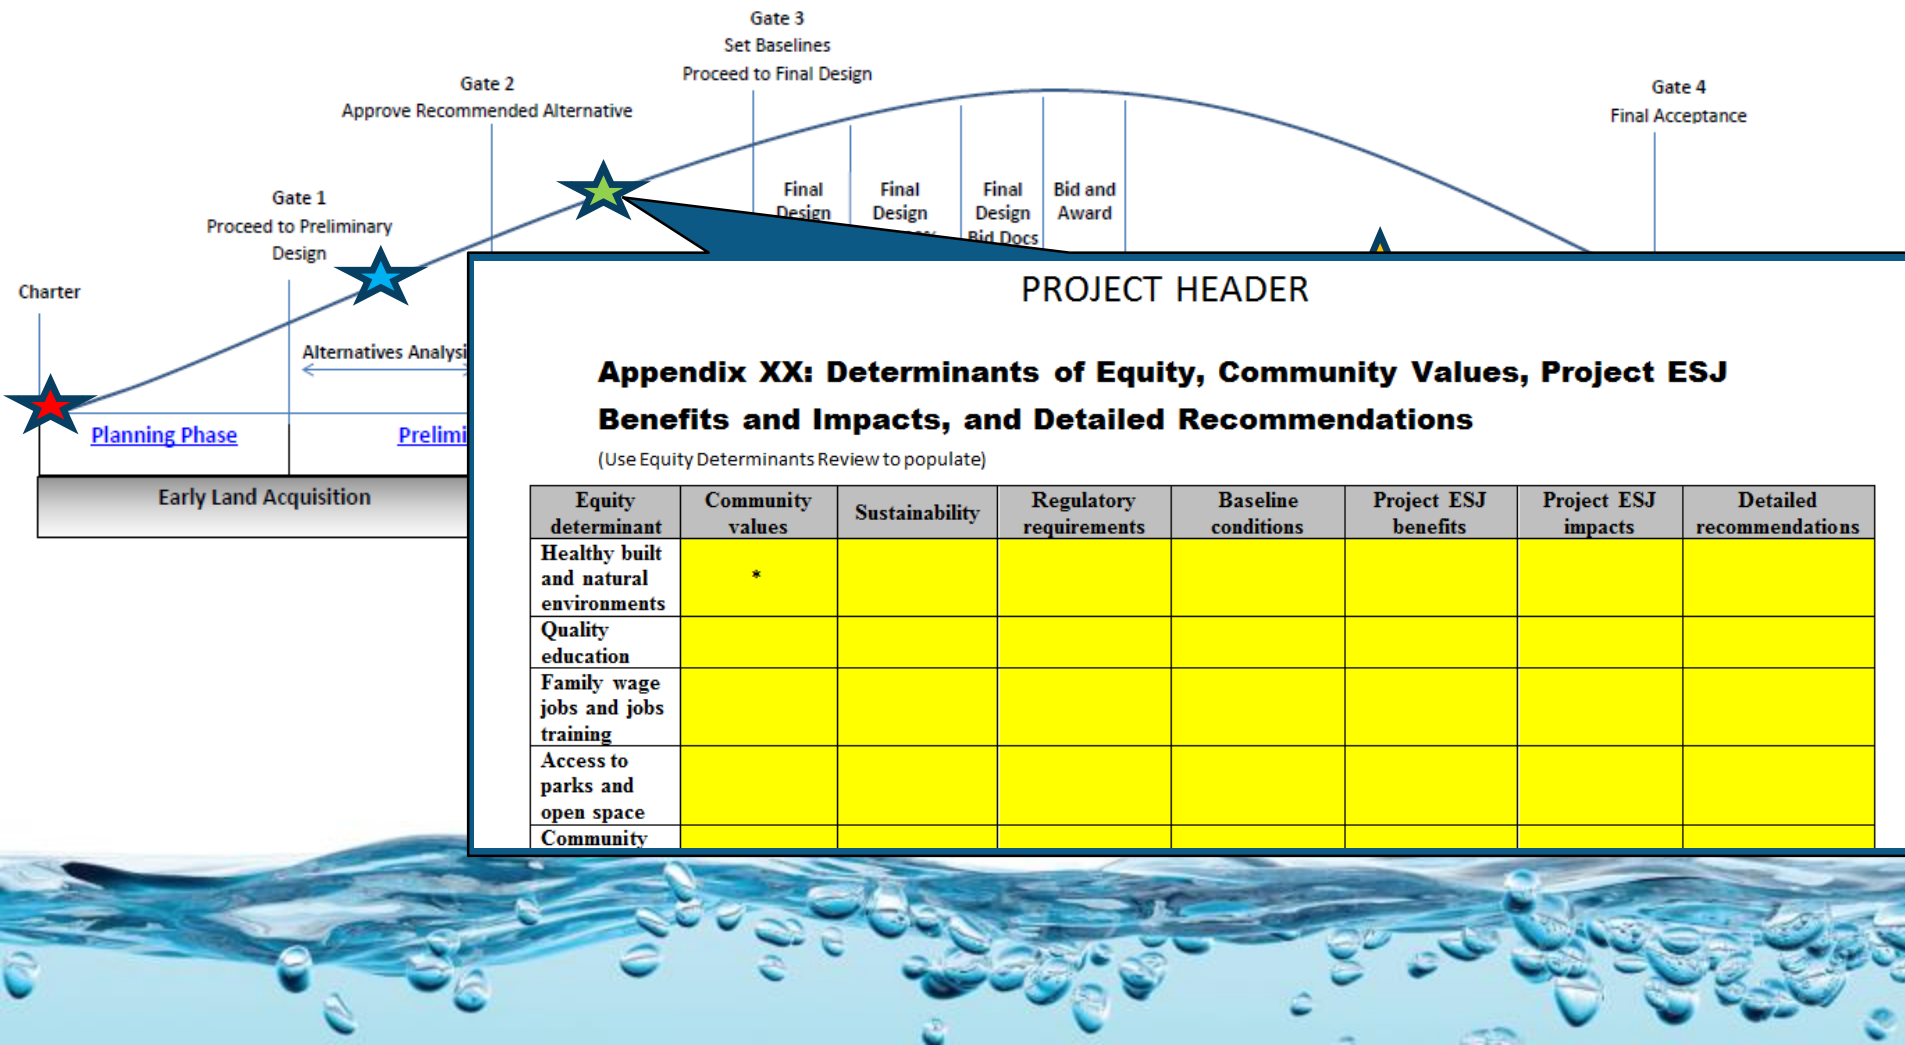 Gate 3
Set Baselines
Proceed to Final Design
Gate 2
Approve Recommended Alternative
Gate 4
Final Acceptance
Gate 1
Proceed to Preliminary
Design
Charter
Final
Design
Final
Design
Final
Design
Bid Docs
Bid and
Award
Alternatives Analysi
Planning Phase
Prelimi
Early Land Acquisition
PROJECT HEADER
Appendix XX: Determinants of Equity, Community Values, Project ESJ
Benefits and Impacts, and Detailed Recommendations
(Use Equity Determinants Review to populate)
Equity
determinant
Community
values
Sustainability
Regulatory
requirements
Baseline
conditions
Project ESJ
benefits
Project ESJ
impacts
Detailed
recommendations
Healthy built
and natural
environments
*
Quality
education
Family wage
jobs and jobs
training
Access to
parks and
open space
Community